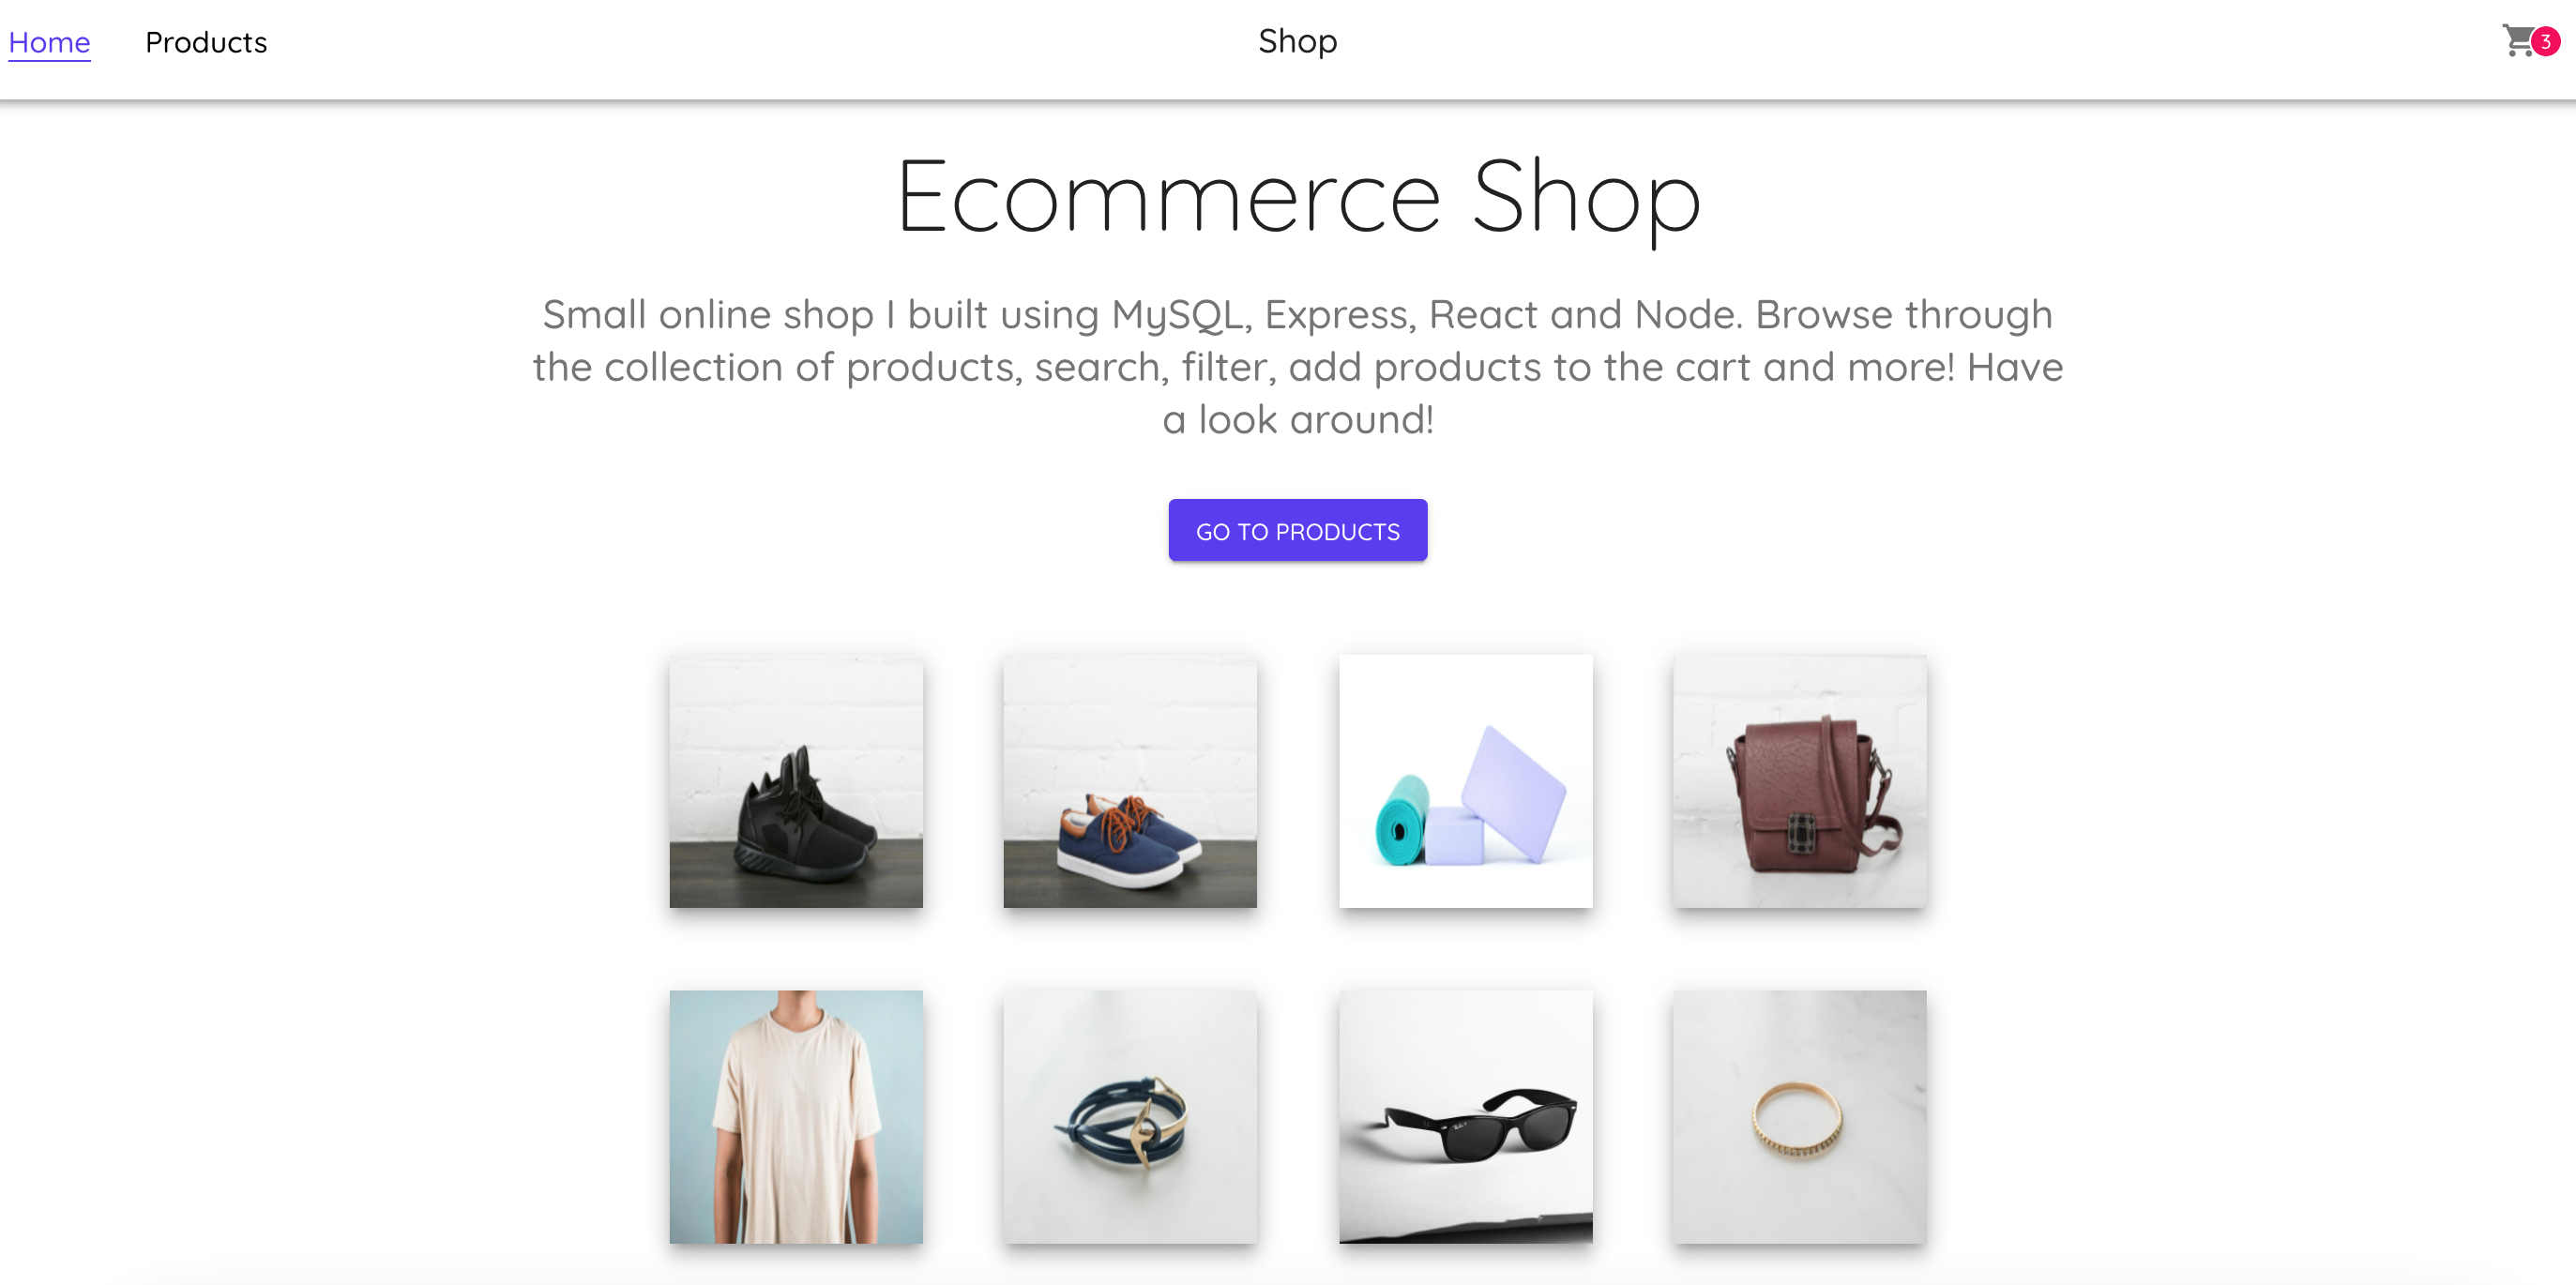 Home Products Shop 3
Ecommerce Shop
Small online shop I built using MySQL, Express, React and Node. Browse through
the collection of products, search, filter, add products to the cart and more! Have
a look around!
GO TO PRODUCTS